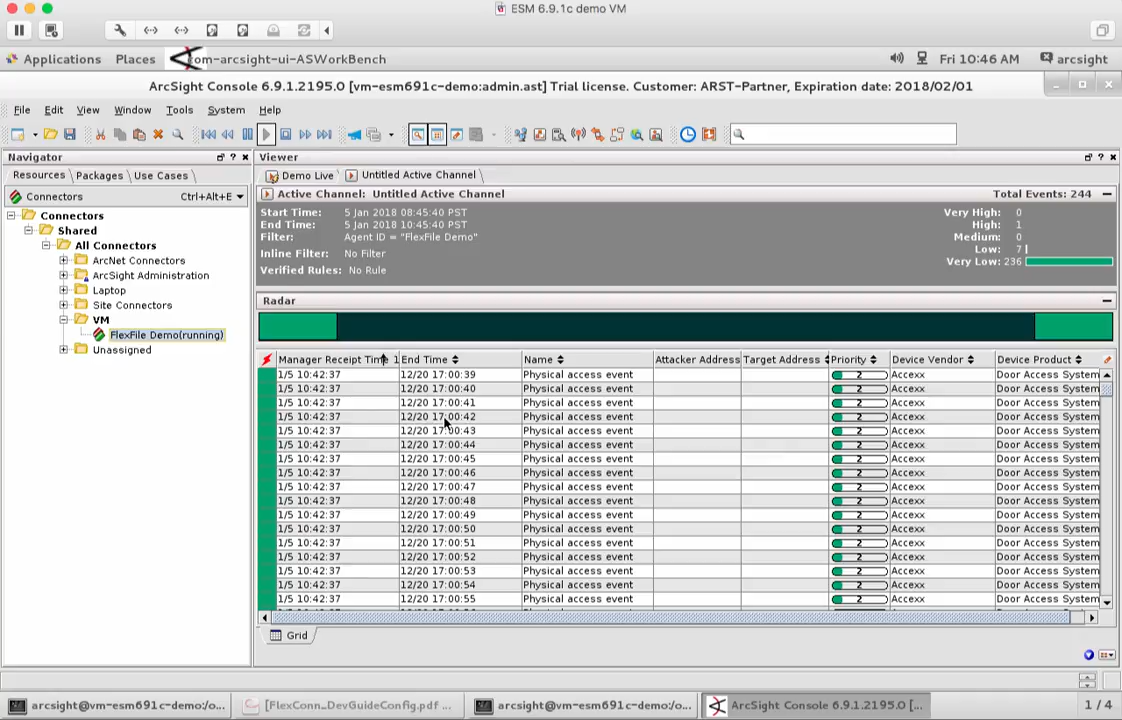 ESM 6.9.1c demo VM
Applications Places com-arcsight-ui-ASWorkBench Fri 10:46 AM arcsight
ArcSight Console 6.9.1.2195.0 [vm-esm691c-demo:admin.ast] Trial license. Customer: ARST-Partner, Expiration date: 2018/02/01
File Edit View Window Tools System Help
Navigator
Resources Packages Use Cases
Connectors Ctrl+Alt+E
Connectors
Shared
All Connectors
ArcNet Connectors
ArcSight Administration
Laptop
Site Connectors
VM
FlexFile Demo(running)
Unassigned
Viewer
Demo Live Untitled Active Channel
Active Channel: Untitled Active Channel Total Events: 244
Start Time: 5 Jan 2018 08:45:40 PST
End Time: 5 Jan 2018 10:45:40 PST
Filter: Agent ID = "FlexFile Demo"
Inline Filter: No Filter
Verified Rules: No Rule
Very High: 0
High: 1
Medium: 0
Low: 7
Very Low: 236
Radar
Manager Receipt Time 1 End Time Name Attacker Address Target Address Priority Device Vendor Device Product
1/5 10:42:37 12/20 17:00:39 Physical access event 2 Accexx Door Access System
1/5 10:42:37 12/20 17:00:40 Physical access event 2 Accexx Door Access System
1/5 10:42:37 12/20 17:00:41 Physical access event 2 Accexx Door Access System
1/5 10:42:37 12/20 17:00:42 Physical access event 2 Accexx Door Access System
1/5 10:42:37 12/20 17:00:43 Physical access event 2 Accexx Door Access System
1/5 10:42:37 12/20 17:00:44 Physical access event 2 Accexx Door Access System
1/5 10:42:37 12/20 17:00:45 Physical access event 2 Accexx Door Access System
1/5 10:42:37 12/20 17:00:46 Physical access event 2 Accexx Door Access System
1/5 10:42:37 12/20 17:00:47 Physical access event 2 Accexx Door Access System
1/5 10:42:37 12/20 17:00:48 Physical access event 2 Accexx Door Access System
1/5 10:42:37 12/20 17:00:49 Physical access event 2 Accexx Door Access System
1/5 10:42:37 12/20 17:00:50 Physical access event 2 Accexx Door Access System
1/5 10:42:37 12/20 17:00:51 Physical access event 2 Accexx Door Access System
1/5 10:42:37 12/20 17:00:52 Physical access event 2 Accexx Door Access System
1/5 10:42:37 12/20 17:00:53 Physical access event 2 Accexx Door Access System
1/5 10:42:37 12/20 17:00:54 Physical access event 2 Accexx Door Access System
1/5 10:42:37 12/20 17:00:55 Physical access event 2 Accexx Door Access System
Grid
arcsight@vm-esm691c-demo:/o... [FlexConn_DevGuideConfig.pdf ... arcsight@vm-esm691c-demo:/o... ArcSight Console 6.9.1.2195.0 [... 1 / 4